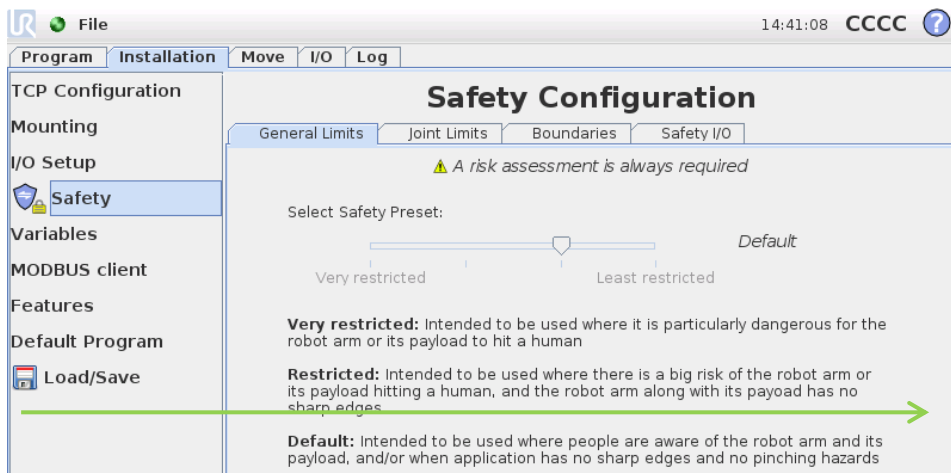 UR File 14:41:08 CCCC ?
Program Installation Move I/O Log
TCP Configuration
Mounting
I/O Setup
Safety
Variables
MODBUS client
Features
Default Program
Load/Save
Safety Configuration
General Limits Joint Limits Boundaries Safety I/O
A risk assessment is always required
Select Safety Preset:
Default
Very restricted Least restricted
Very restricted: Intended to be used where it is particularly dangerous for the
robot arm or its payload to hit a human
Restricted: Intended to be used where there is a big risk of the robot arm or
its payload hitting a human, and the robot arm along with its payoad has no
sharp edges
Default: Intended to be used where people are aware of the robot arm and its
payload, and/or when application has no sharp edges and no pinching hazards